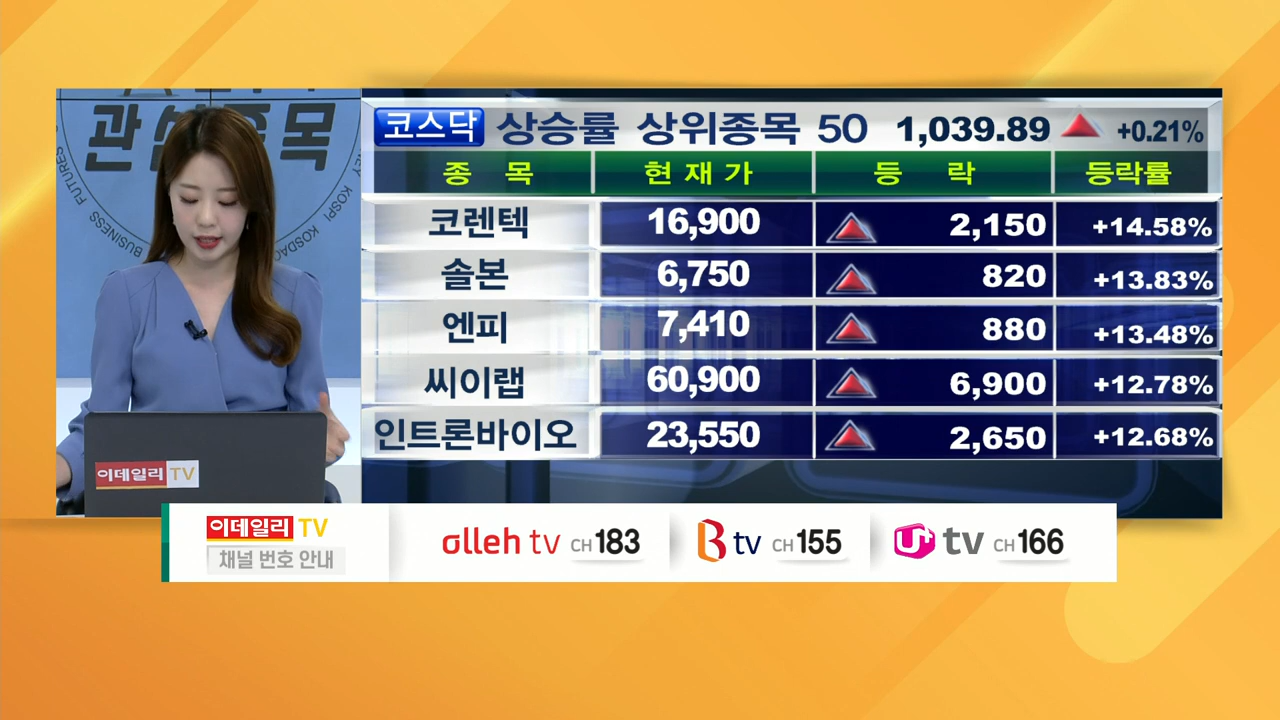 관심종목
BUSINESS FUTURES
KOSPI
KOSDAQ
코스닥 상승률 상위종목 50 1,039.89 +0.21%
종 목 현재가 등 락 등락률
코렌텍 16,900 2,150 +14.58%
솔본 6,750 820 +13.83%
엔피 7,410 880 +13.48%
씨이랩 60,900 6,900 +12.78%
인트론바이오 23,550 2,650 +12.68%
이데일리 TV
이데일리 TV
채널 번호 안내
olleh tv CH 183
B tv CH 155
U+ tv CH 166